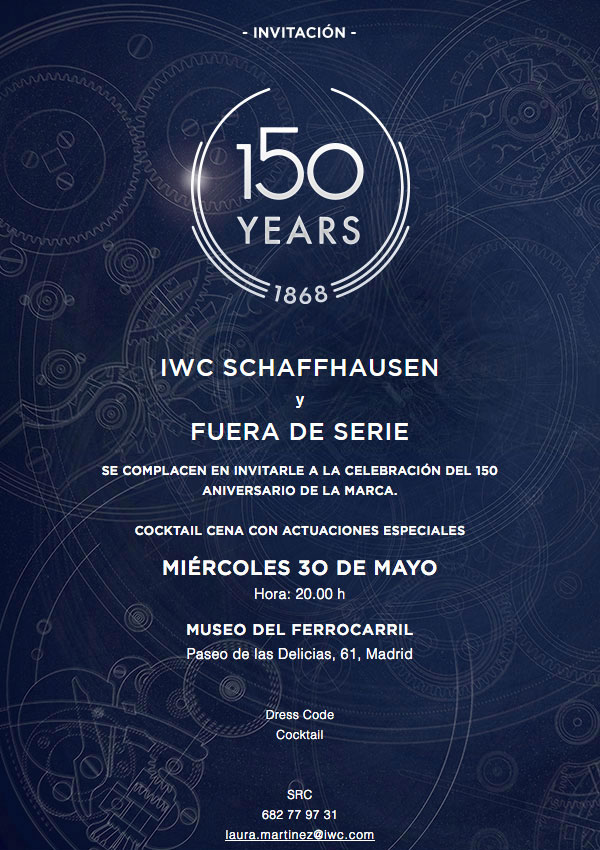 - INVITACIÓN -
150
YEARS
1868
IWC SCHAFFHAUSEN
y
FUERA DE SERIE
SE COMPLACEN EN INVITARLE A LA CELEBRACIÓN DEL 150
ANIVERSARIO DE LA MARCA.
COCKTAIL CENA CON ACTUACIONES ESPECIALES
MIÉRCOLES 30 DE MAYO
Hora: 20.00 h
MUSEO DEL FERROCARRIL
Paseo de las Delicias, 61, Madrid
Dress Code
Cocktail
SRC
682 77 97 31
laura.martinez@iwc.com